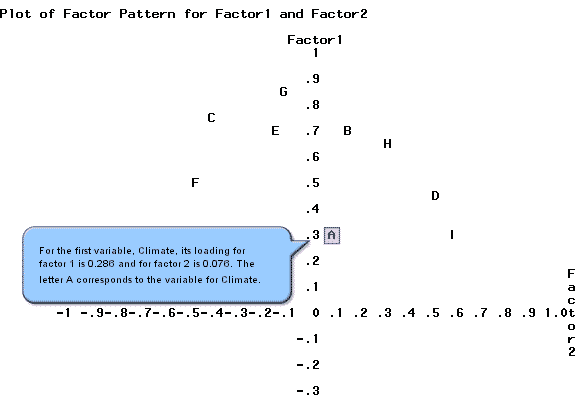 Plot of Factor Pattern for Factor1 and Factor2
Factor1
1
.9
G
.8
C
E .7 B
H
.6
F .5
D
.4
.3 A I
For the first variable, Climate, its loading for
factor 1 is 0.286 and for factor 2 is 0.076. The
letter A corresponds to the variable for Climate.
.2
.1
-1 -.9-.8-.7-.6-.5-.4-.3-.2-.1 0 .1 .2 .3 .4 .5 .6 .7 .8 .9 1.0
Factor2
-.1
-.2
-.3